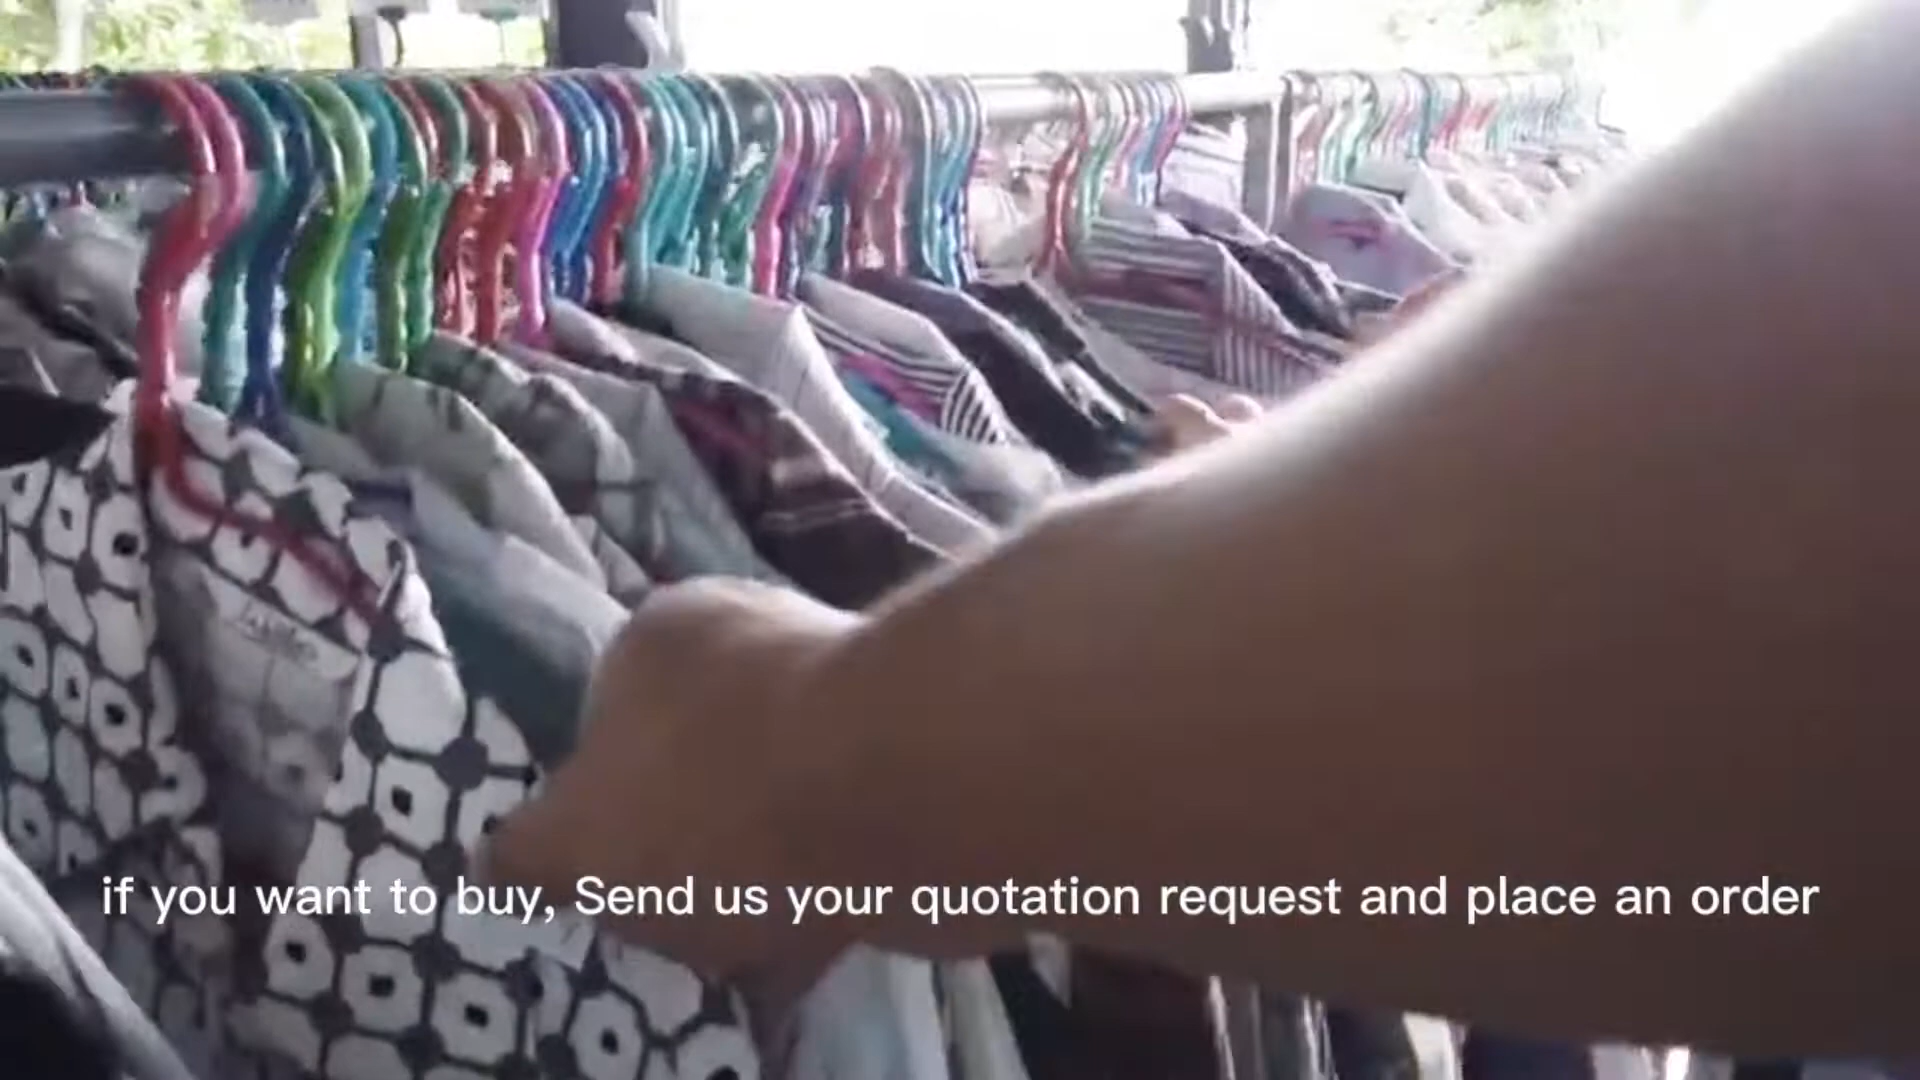 if you want to buy, Send us your quotation request and place an order